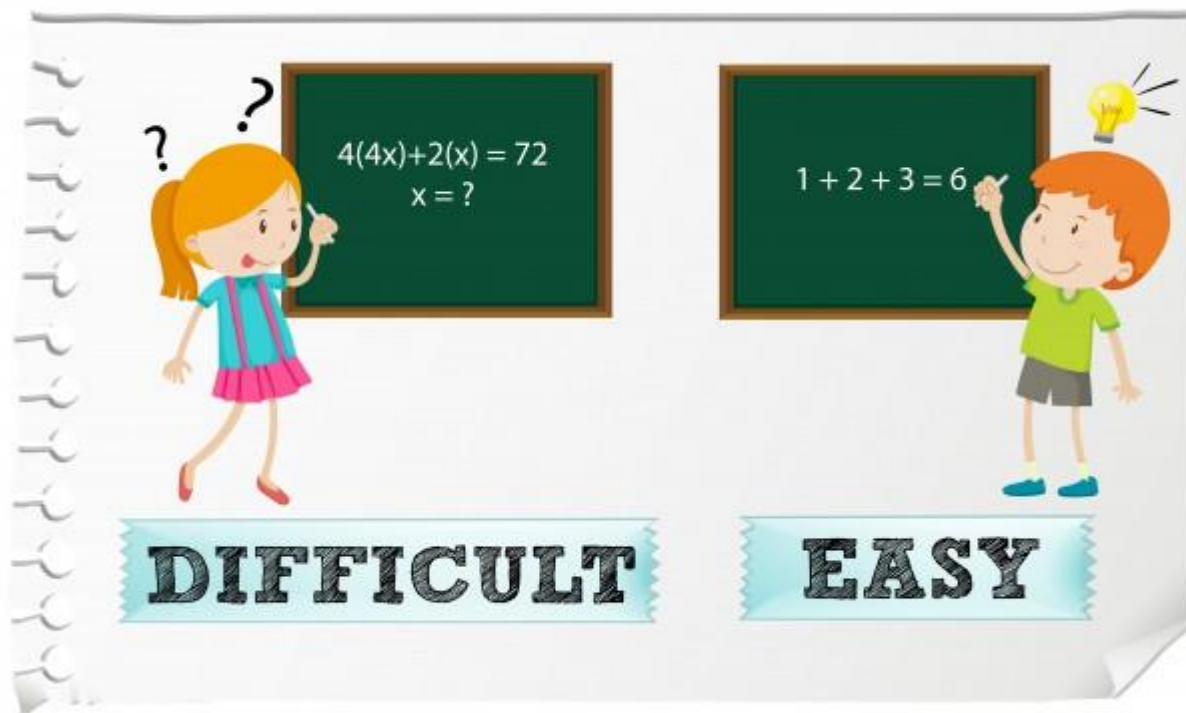 ? ?
4(4x)+2(x) = 72
x = ?
1 + 2 + 3 = 6
DIFFICULT
EASY